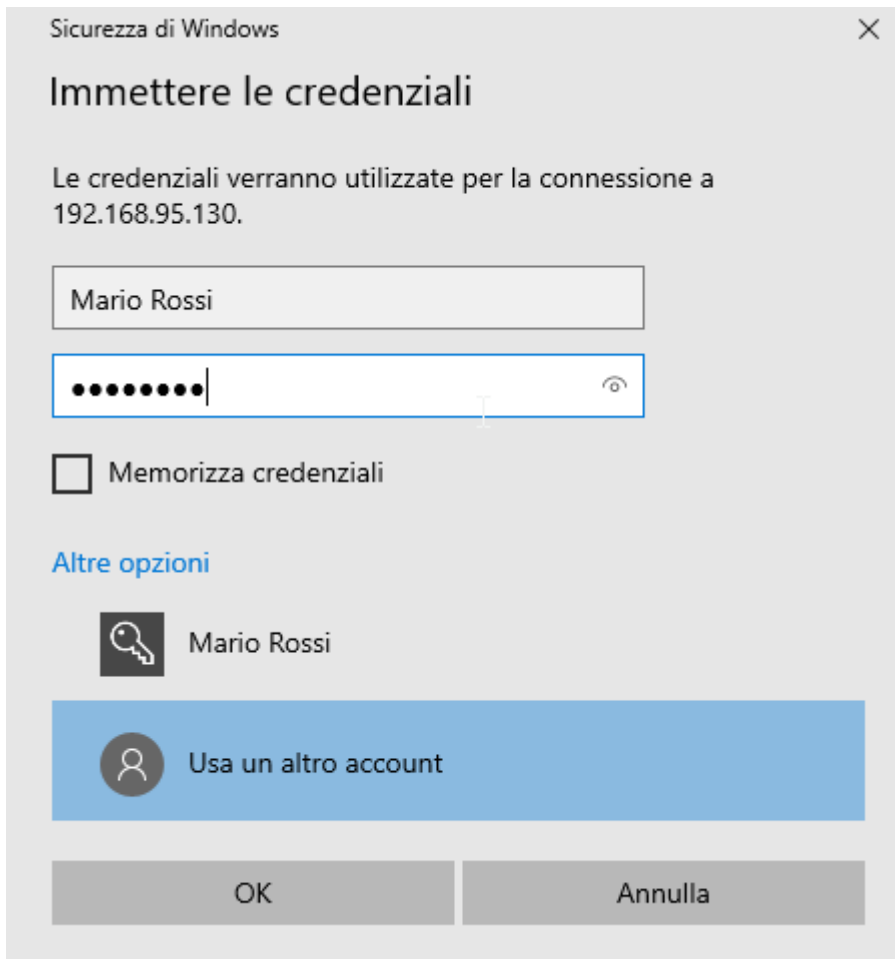 Sicurezza di Windows
Immettere le credenziali
Le credenziali verranno utilizzate per la connessione a
192.168.95.130.
Mario Rossi
Memorizza credenziali
Altre opzioni
Mario Rossi
Usa un altro account
OK
Annulla